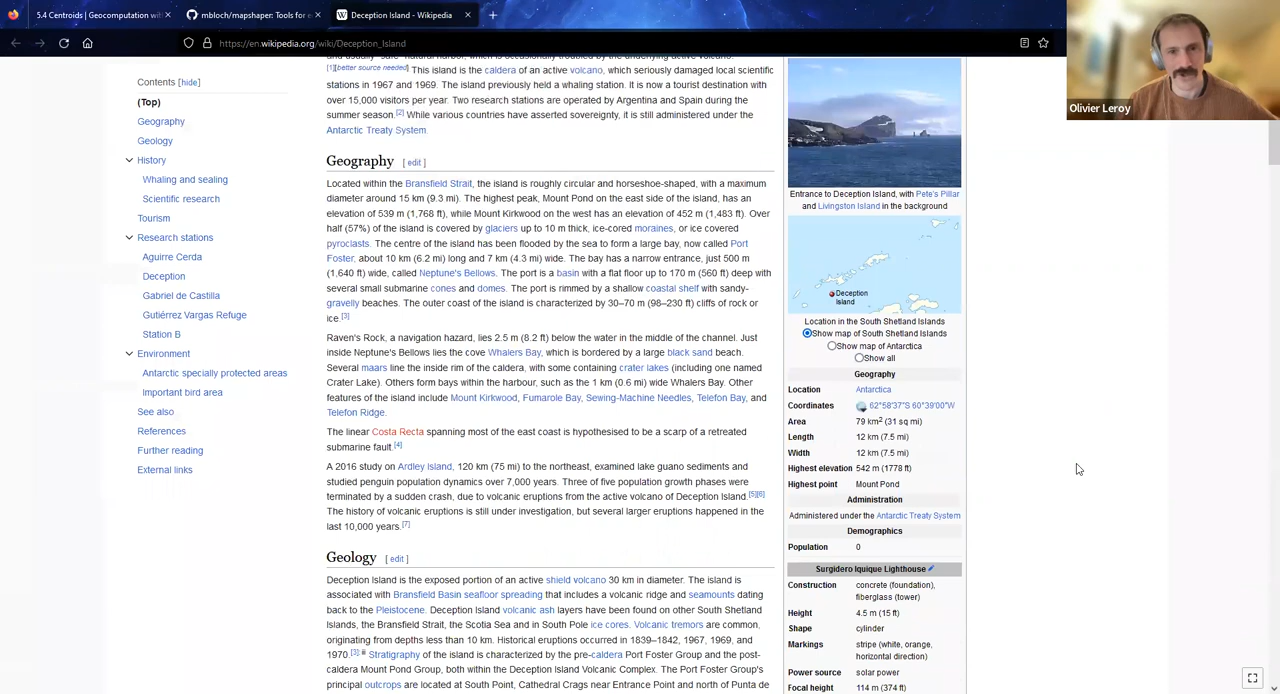 5.4 Centroids | Geocomputation wit
mbloch/mapshaper: Tools for e
Deception Island - Wikipedia
https://en.wikipedia.org/wiki/Deception_Island
Olivier Leroy
Contents [hide]
(Top)
Geography
Geology
History
Whaling and sealing
Scientific research
Tourism
Research stations
Aguirre Cerda
Deception
Gabriel de Castilla
Gutiérrez Vargas Refuge
Station B
Environment
Antarctic specially protected areas
Important bird area
See also
References
Further reading
External links
[1][better source needed] This island is the caldera of an active volcano, which seriously damaged local scientific
stations in 1967 and 1969. The island previously held a whaling station. It is now a tourist destination with
over 15,000 visitors per year. Two research stations are operated by Argentina and Spain during the
summer season.[2] While various countries have asserted sovereignty, it is still administered under the
Antarctic Treaty System.
Geography [ edit ]
Located within the Bransfield Strait, the island is roughly circular and horseshoe-shaped, with a maximum
diameter around 15 km (9.3 mi). The highest peak, Mount Pond on the east side of the island, has an
elevation of 539 m (1,768 ft), while Mount Kirkwood on the west has an elevation of 452 m (1,483 ft). Over
half (57%) of the island is covered by glaciers up to 10 m thick, ice-cored moraines, or ice covered
pyroclasts. The centre of the island has been flooded by the sea to form a large bay, now called Port
Foster, about 10 km (6.2 mi) long and 7 km (4.3 mi) wide. The bay has a narrow entrance, just 500 m
(1,640 ft) wide, called Neptune's Bellows. The port is a basin with a flat floor up to 170 m (560 ft) deep with
several small submarine cones and domes. The port is rimmed by a shallow coastal shelf with sandy-
gravelly beaches. The outer coast of the island is characterized by 30–70 m (98–230 ft) cliffs of rock or
ice.[3]
Raven's Rock, a navigation hazard, lies 2.5 m (8.2 ft) below the water in the middle of the channel. Just
inside Neptune's Bellows lies the cove Whalers Bay, which is bordered by a large black sand beach.
Several maars line the inside rim of the caldera, with some containing crater lakes (including one named
Crater Lake). Others form bays within the harbour, such as the 1 km (0.6 mi) wide Whalers Bay. Other
features of the island include Mount Kirkwood, Fumarole Bay, Sewing-Machine Needles, Telefon Bay, and
Telefon Ridge.
The linear Costa Recta spanning most of the east coast is hypothesised to be a scarp of a retreated
submarine fault.[4]
A 2016 study on Ardley Island, 120 km (75 mi) to the northeast, examined lake guano sediments and
studied penguin population dynamics over 7,000 years. Three of five population growth phases were
terminated by a sudden crash, due to volcanic eruptions from the active volcano of Deception Island.[5][6]
The history of volcanic eruptions is still under investigation, but several larger eruptions happened in the
last 10,000 years.[7]
Geology [ edit ]
Deception Island is the exposed portion of an active shield volcano 30 km in diameter. The island is
associated with Bransfield Basin seafloor spreading that includes a volcanic ridge and seamounts dating
back to the Pleistocene. Deception Island volcanic ash layers have been found on other South Shetland
Islands, the Bransfield Strait, the Scotia Sea and in South Pole ice cores. Volcanic tremors are common,
originating from depths less than 10 km. Historical eruptions occurred in 1839–1842, 1967, 1969, and
1970.[3]: ii Stratigraphy of the island is characterized by the pre-caldera Port Foster Group and the post-
caldera Mount Pond Group, both within the Deception Island Volcanic Complex. The Port Foster Group's
principal outcrops are located at South Point, Cathedral Crags near Entrance Point and north of Punta de
Entrance to Deception Island, with Pete's Pillar
and Livingston Island in the background
Deception
Island
Location in the South Shetland Islands
Show map of South Shetland Islands
Show map of Antarctica
Show all
Geography
Location Antarctica
Coordinates 62°58′37″S 60°39′00″W
Area 79 km2 (31 sq mi)
Length 12 km (7.5 mi)
Width 12 km (7.5 mi)
Highest elevation 542 m (1778 ft)
Highest point Mount Pond
Administration
Administered under the Antarctic Treaty System
Demographics
Population 0
Surgidero Iquique Lighthouse
Construction concrete (foundation),
fiberglass (tower)
Height 4.5 m (15 ft)
Shape cylinder
Markings stripe (white, orange,
horizontal direction)
Power source solar power
Focal height 114 m (374 ft)